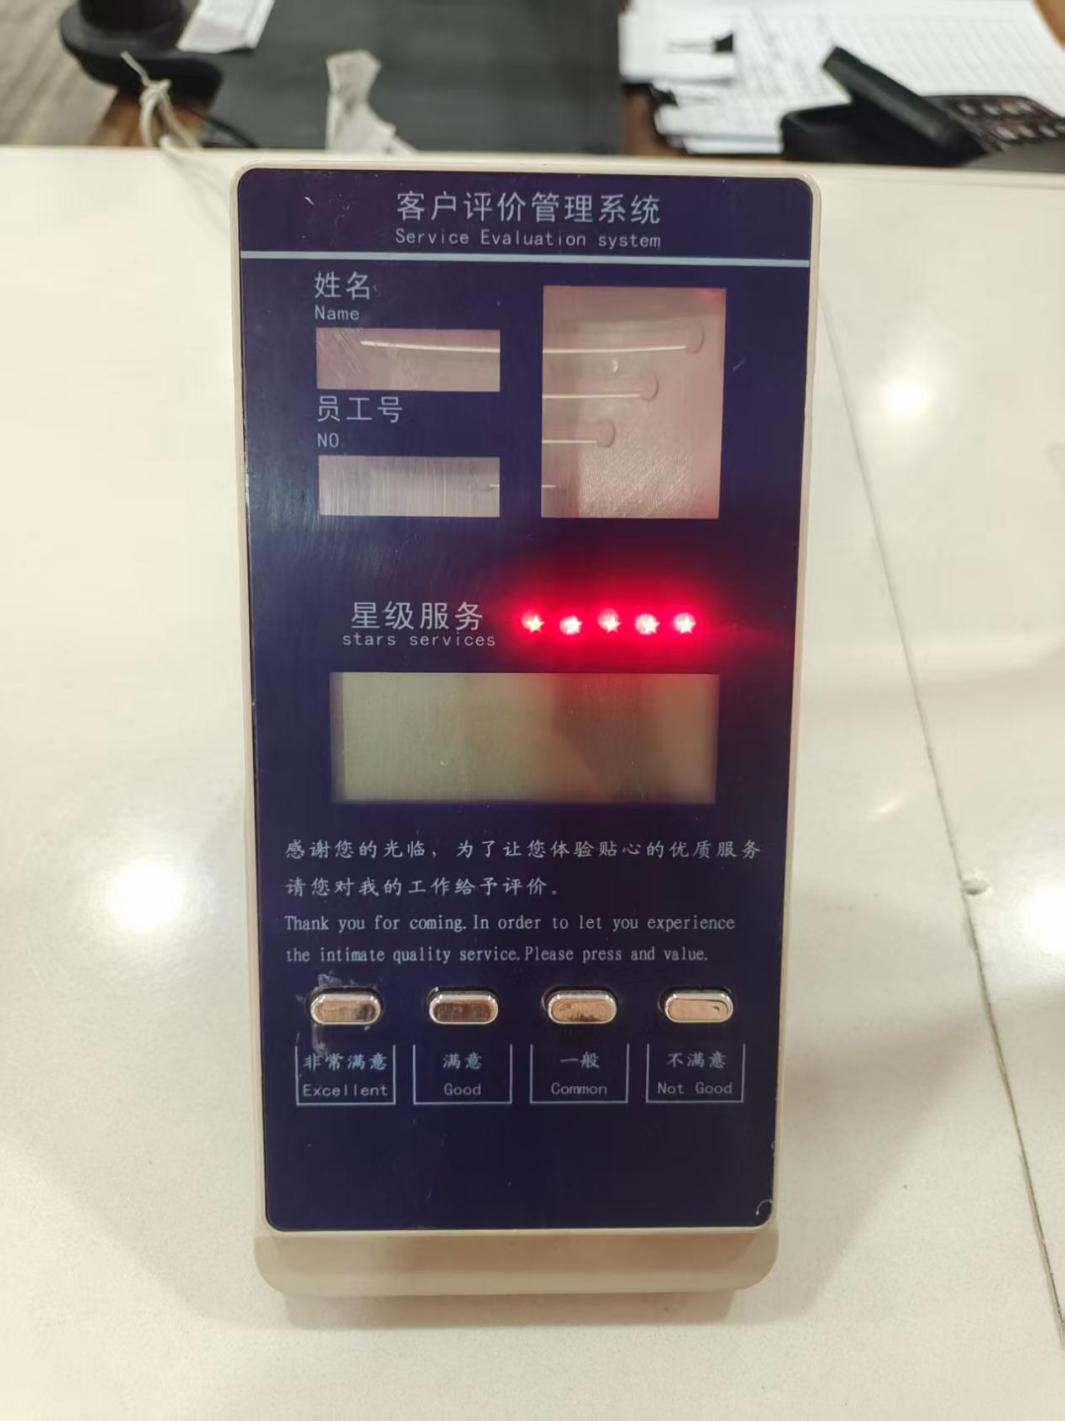 客户评价管理系统
Service Evaluation system
姓名
Name
员工号
NO
星级服务
stars services
感谢您的光临，为了让您体验贴心的优质服务
请您对我的工作给予评价。
Thank you for coming.In order to let you experience
the intimate quality service.Please press and value.
非常满意 满意 一般 不满意
Excellent Good Common Not Good